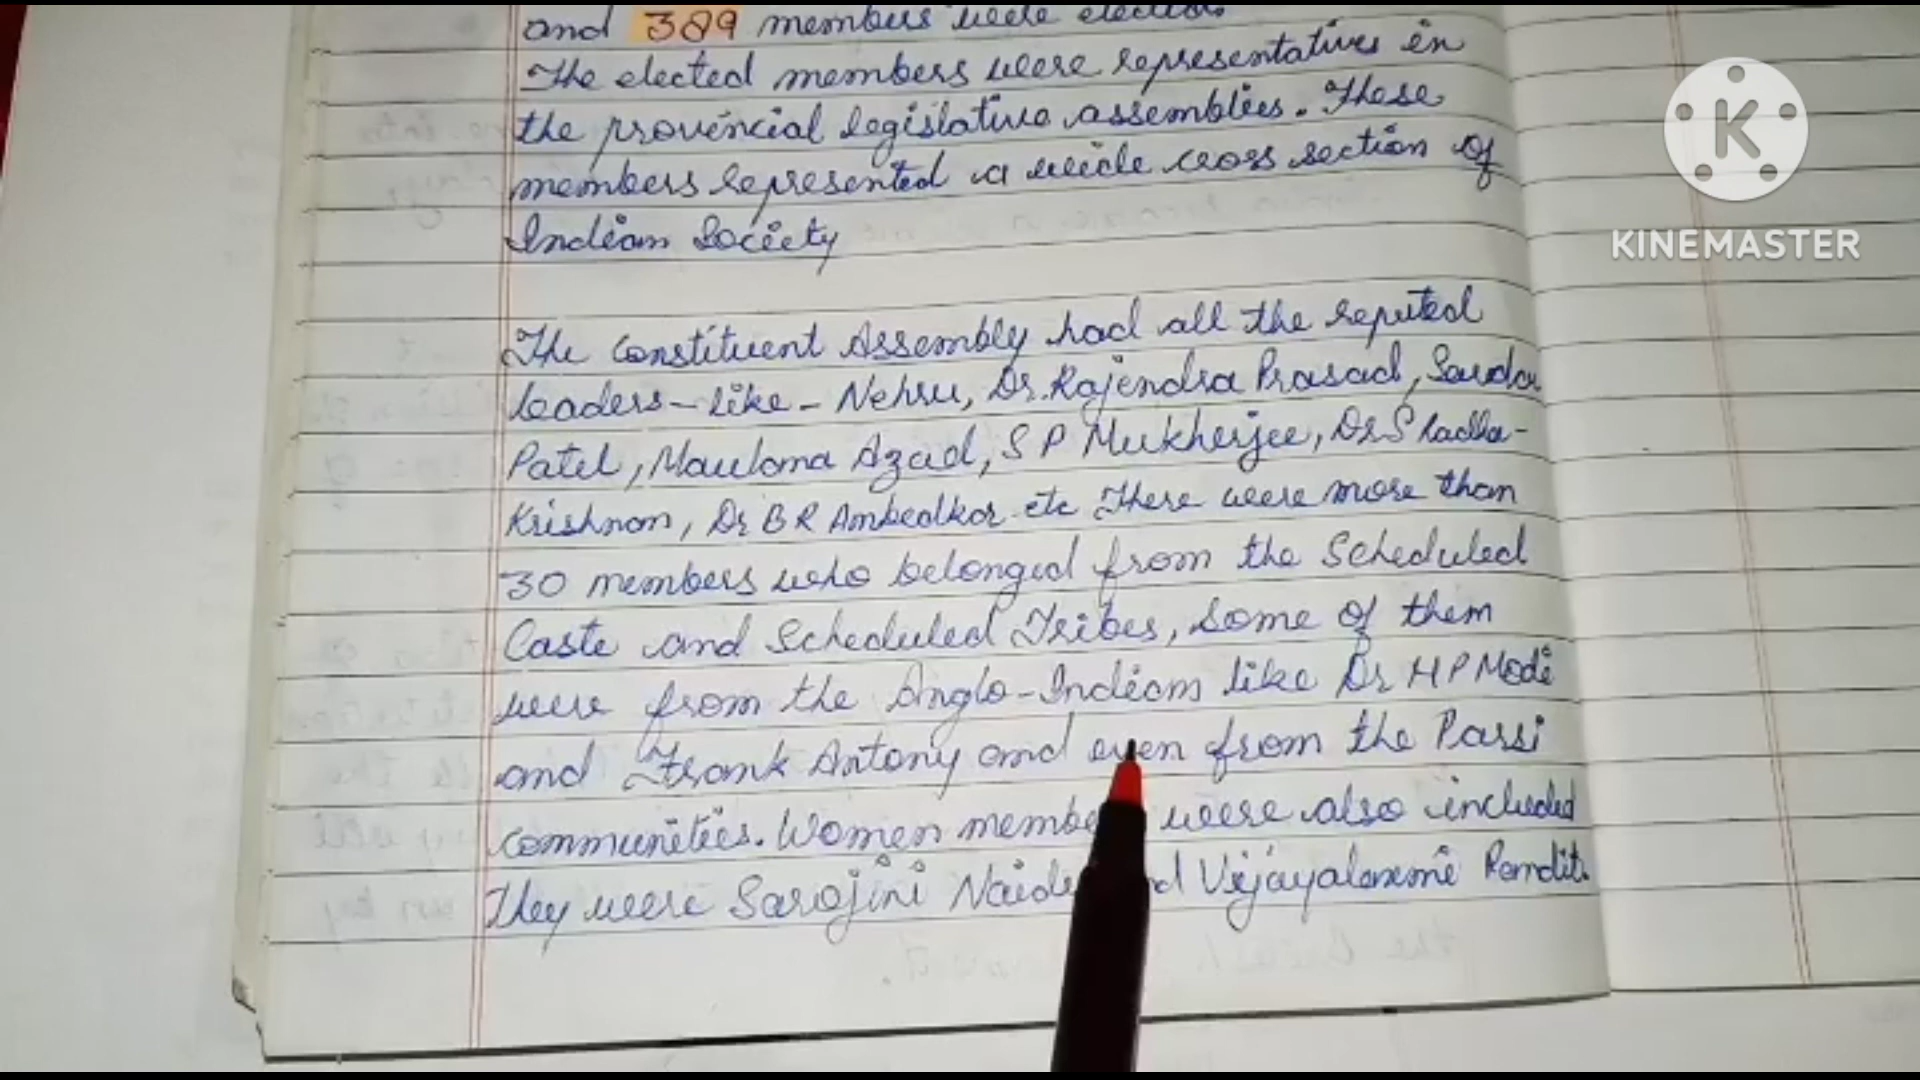 and 389 members were elected.
The elected members were representatives in
the provincial legislative assemblies. These
members represented a wide cross section of
Indian Society
The Constituent Assembly had all the reputed
leaders - like - Nehru, Dr. Rajendra Prasad, Sardar
Patel, Maulana Azad, S P Mukherjee, Dr S Radha-
Krishnan, Dr B R Ambedkar etc There were more than
30 members who belonged from the Scheduled
Caste and Scheduled Tribes, Some of them
were from the Anglo-Indians like Dr H P Modi
and Frank Antony and even from the Parsi
communities. Women members were also included
They were Sarojini Naidu and Vijayalaxmi Pandit.
K
KINEMASTER